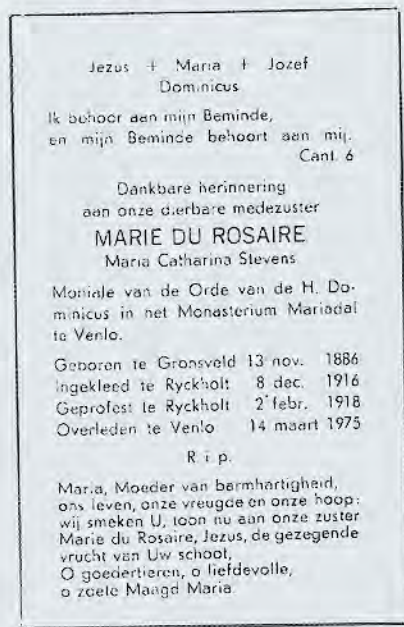 Jezus + Maria + Jozef
Dominicus
Ik behoor aan mijn Beminde,
en mijn Beminde behoort aan mij.
Cant. 6
Dankbare herinnering
aan onze dierbare medezuster
MARIE DU ROSAIRE
Maria Catharina Stevens
Moniale van de Orde van de H. Do-
minicus in het Monasterium Mariadal
te Venlo.
Geboren te Gronsveld 13 nov. 1886
Ingekleed te Ryckholt 8 dec. 1916
Geprofest te Ryckholt 2 febr. 1918
Overleden te Venlo 14 maart 1975
R i p.
Maria, Moeder van barmhartigheid,
ons leven, onze vreugde en onze hoop:
wij smeken U, toon nu aan onze zuster
Marie du Rosaire, Jezus, de gezegende
vrucht van Uw schoot,
O goedertieren, o liefdevolle,
o zoete Maagd Maria